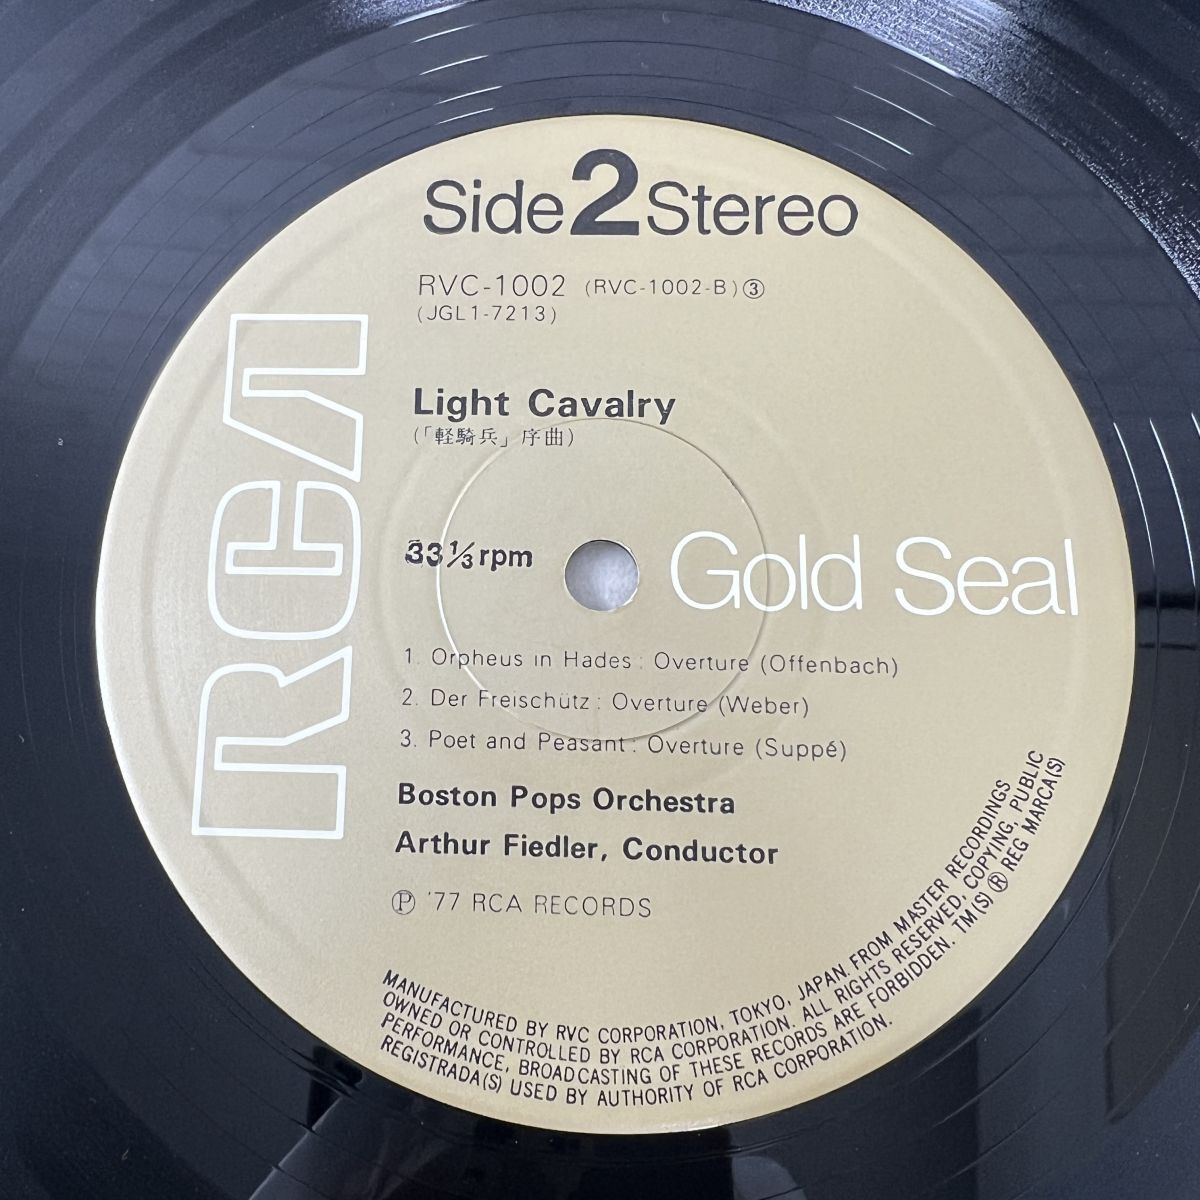 Side 2 Stereo
RVC-1002 (RVC-1002-B) ③
(JGL1-7213)
RCA
Light Cavalry
(「軽騎兵」序曲)
33 1/3 rpm
Gold Seal
1. Orpheus in Hades : Overture (Offenbach)
2. Der Freischütz : Overture (Weber)
3. Poet and Peasant : Overture (Suppé)
Boston Pops Orchestra
Arthur Fiedler, Conductor
Ⓟ '77 RCA RECORDS
MANUFACTURED BY RVC CORPORATION, TOKYO, JAPAN, FROM MASTER RECORDINGS
OWNED OR CONTROLLED BY RCA CORPORATION. ALL RIGHTS RESERVED, COPYING, PUBLIC
PERFORMANCE, BROADCASTING OF THESE RECORDS ARE FORBIDDEN. TM(S) ® REG MARCA(S)
REGISTRADA(S) USED BY AUTHORITY OF RCA CORPORATION.